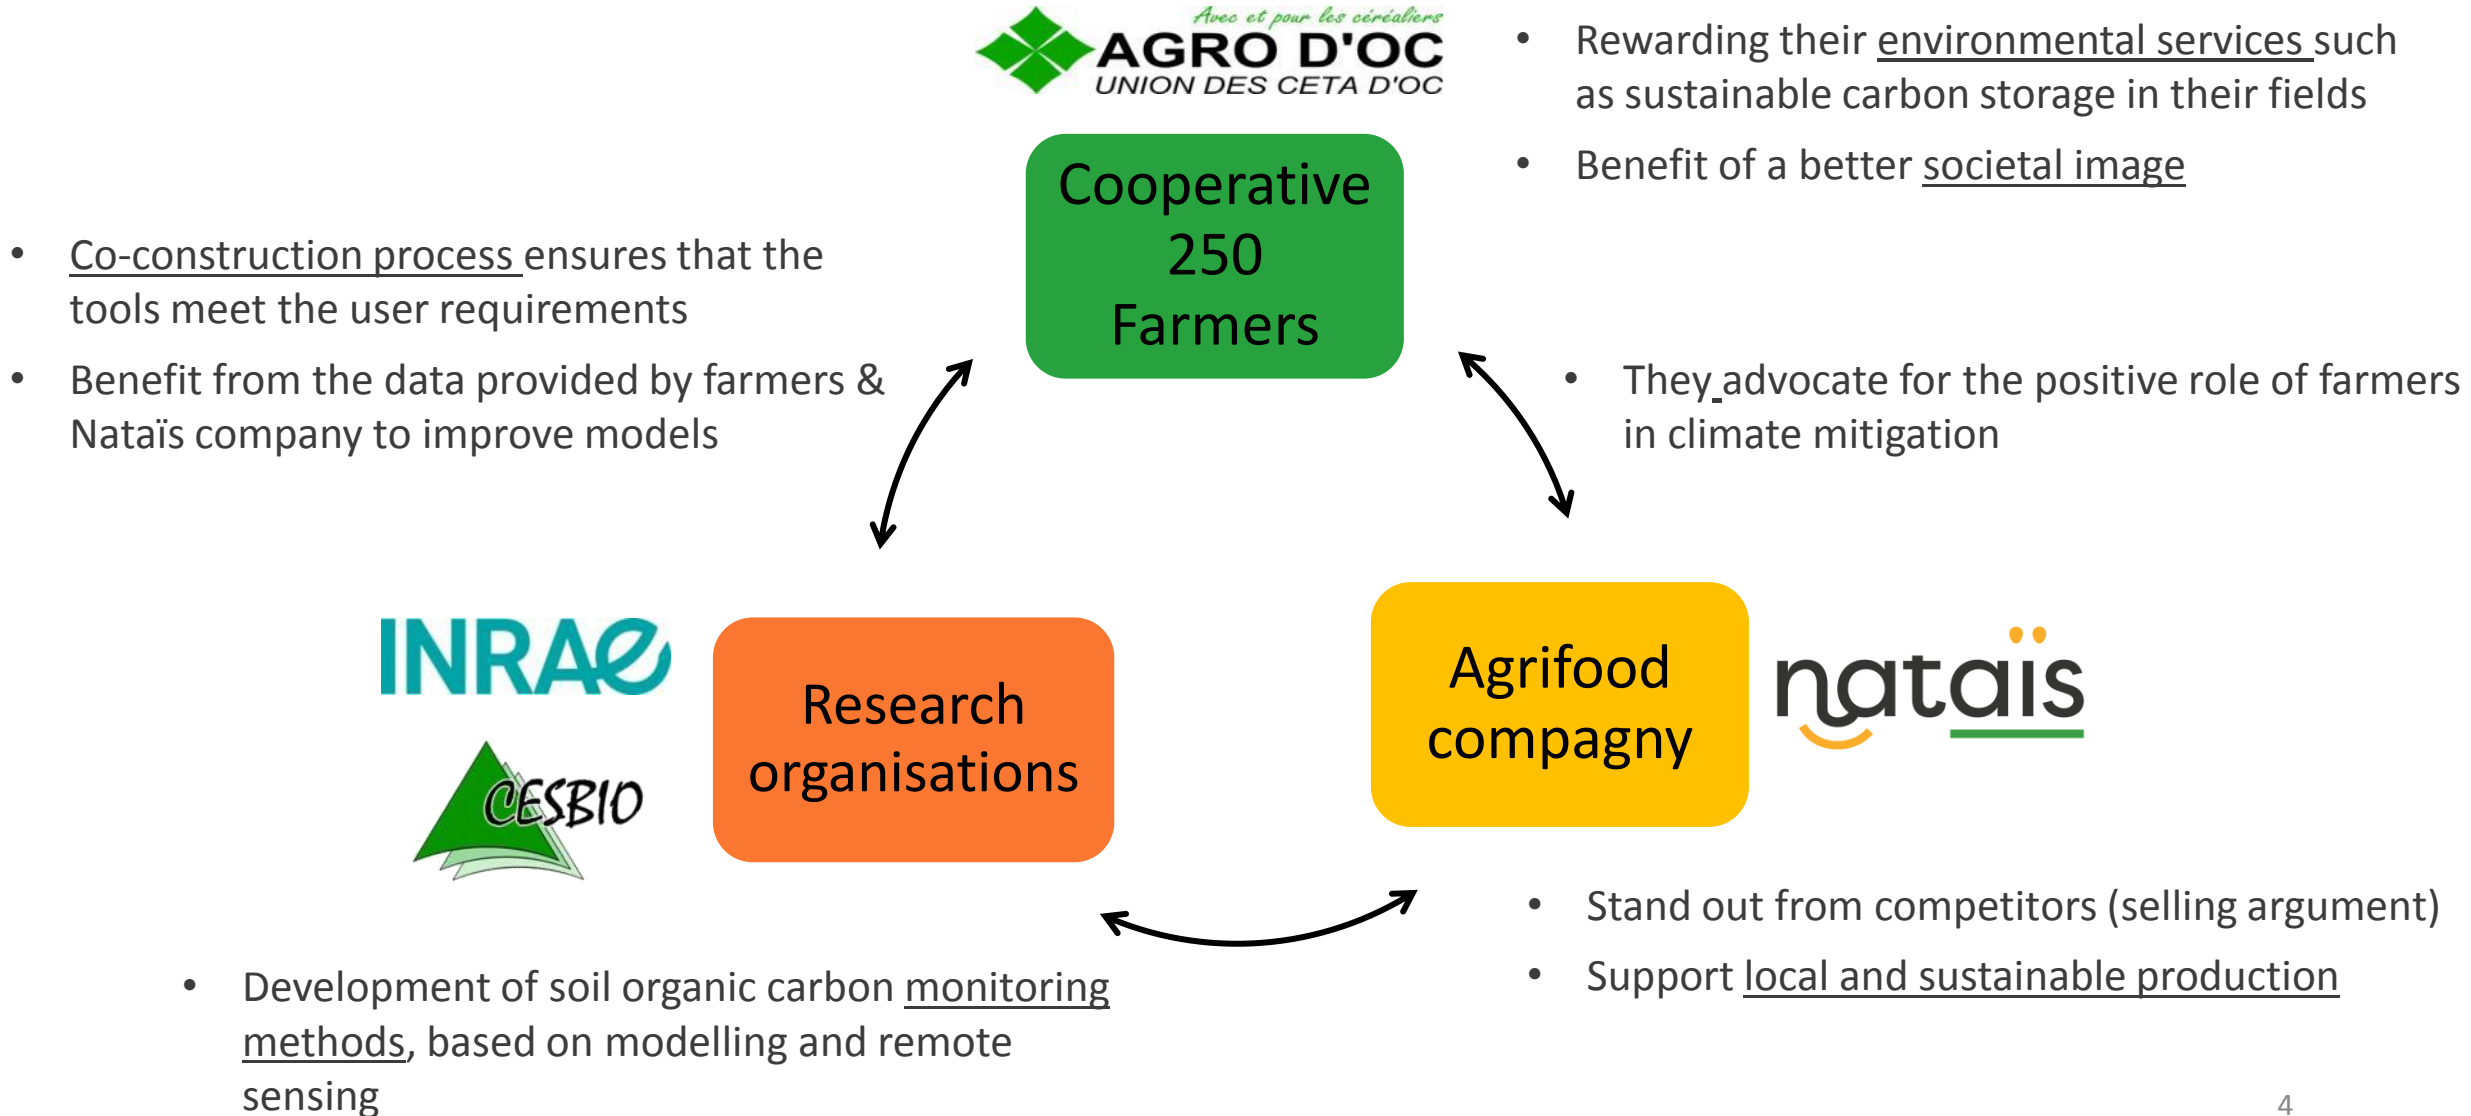 Avec et pour les céréaliers
AGRO D'OC
UNION DES CETA D'OC
• Rewarding their environmental services such
as sustainable carbon storage in their fields
• Benefit of a better societal image
Cooperative
250
Farmers
• Co-construction process ensures that the
tools meet the user requirements
• Benefit from the data provided by farmers &
Nataïs company to improve models
• They advocate for the positive role of farmers
in climate mitigation
INRAE
CESBIO
Research
organisations
Agrifood
compagny
nataïs
• Stand out from competitors (selling argument)
• Support local and sustainable production
• Development of soil organic carbon monitoring
methods, based on modelling and remote
sensing
4